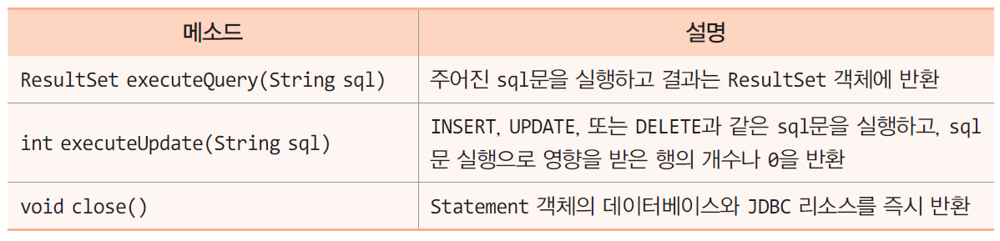 메소드
설명
ResultSet executeQuery(String sql)
주어진 sql문을 실행하고 결과는 ResultSet 객체에 반환
int executeUpdate(String sql)
INSERT, UPDATE, 또는 DELETE과 같은 sql문을 실행하고, sql
문 실행으로 영향을 받은 행의 개수나 0을 반환
void close()
Statement 객체의 데이터베이스와 JDBC 리소스를 즉시 반환